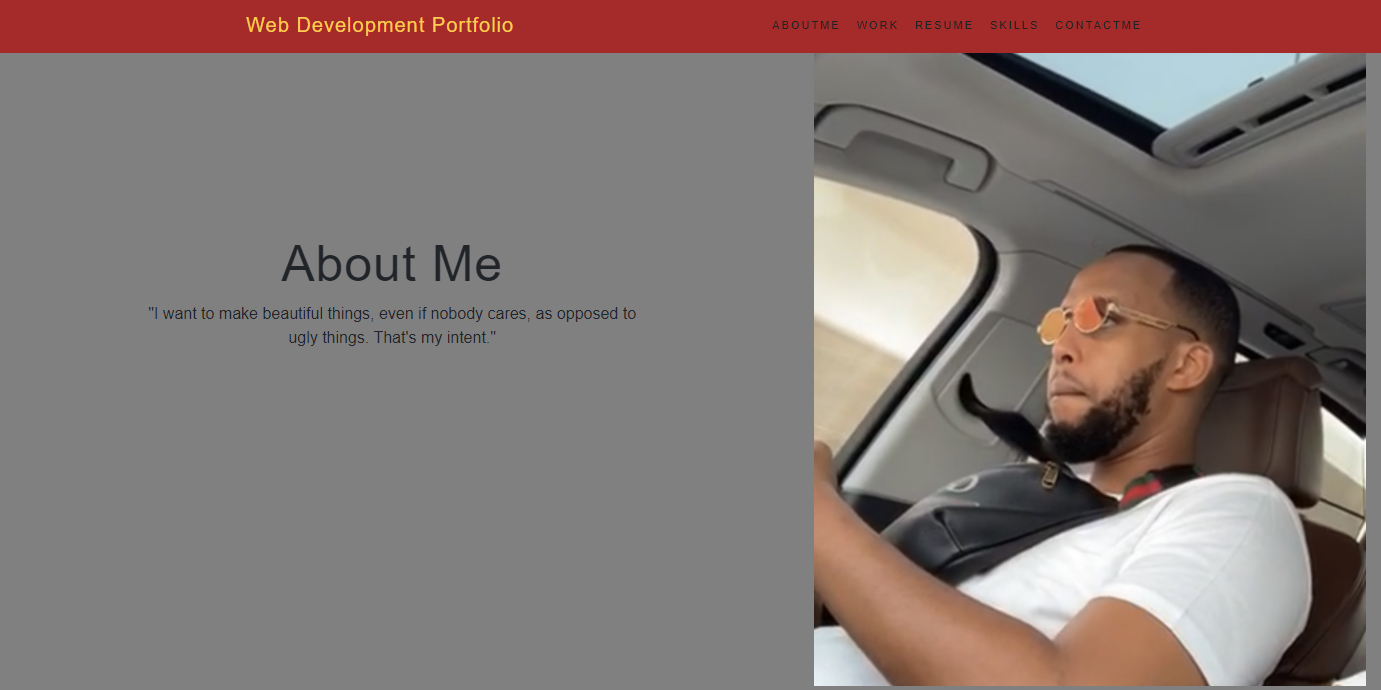 Web Development Portfolio
ABOUTME WORK RESUME SKILLS CONTACTME
About Me
"I want to make beautiful things, even if nobody cares, as opposed to
ugly things. That's my intent."